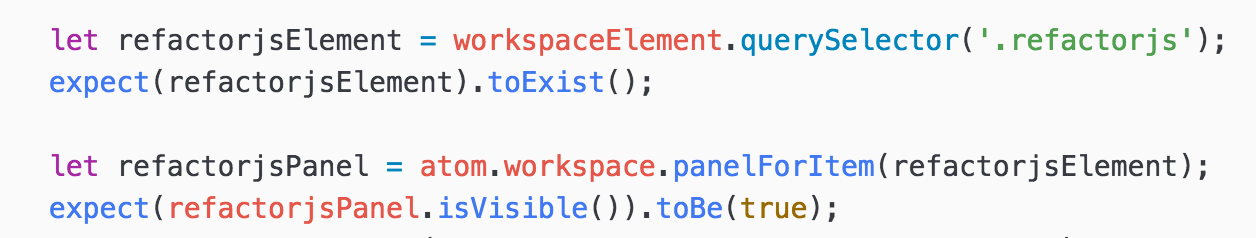 let refactorjsElement = workspaceElement.querySelector('.refactorjs');
expect(refactorjsElement).toExist();
let refactorjsPanel = atom.workspace.panelForItem(refactorjsElement);
expect(refactorjsPanel.isVisible()).toBe(true);